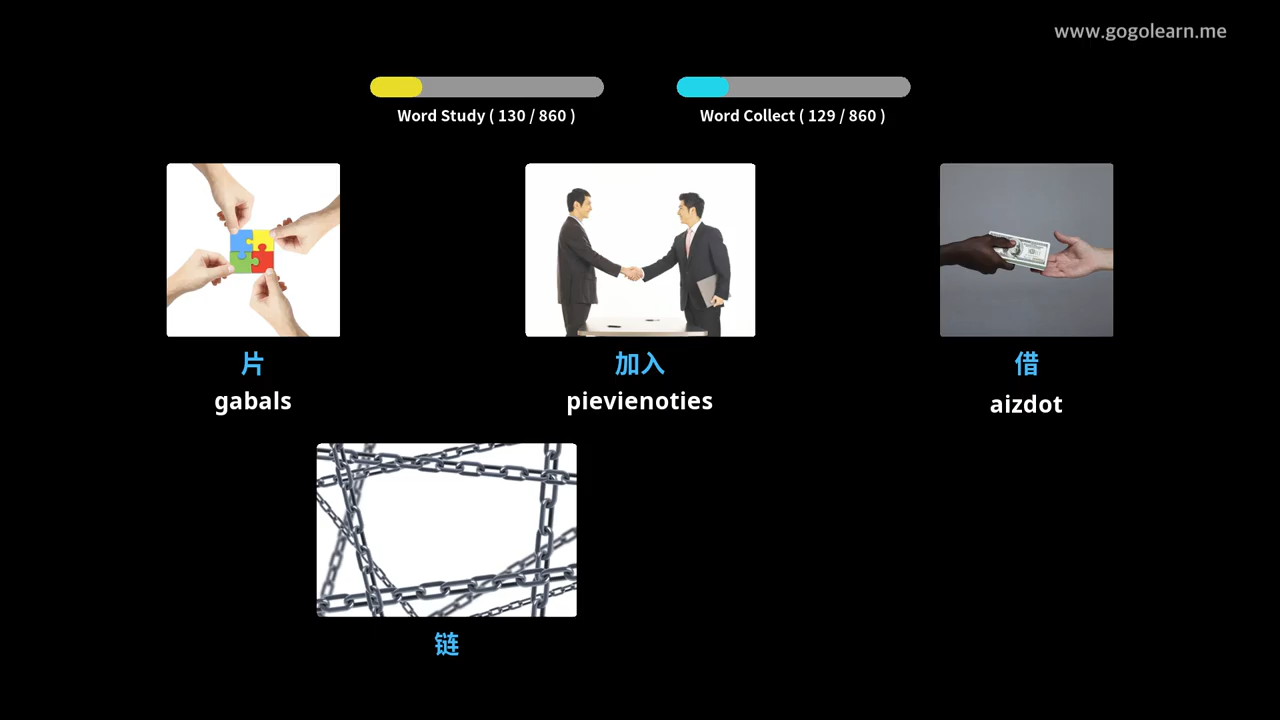 www.gogolearn.me
Word Study ( 130 / 860 )
Word Collect ( 129 / 860 )
片
gabals
加入
pievienoties
借
aizdot
链